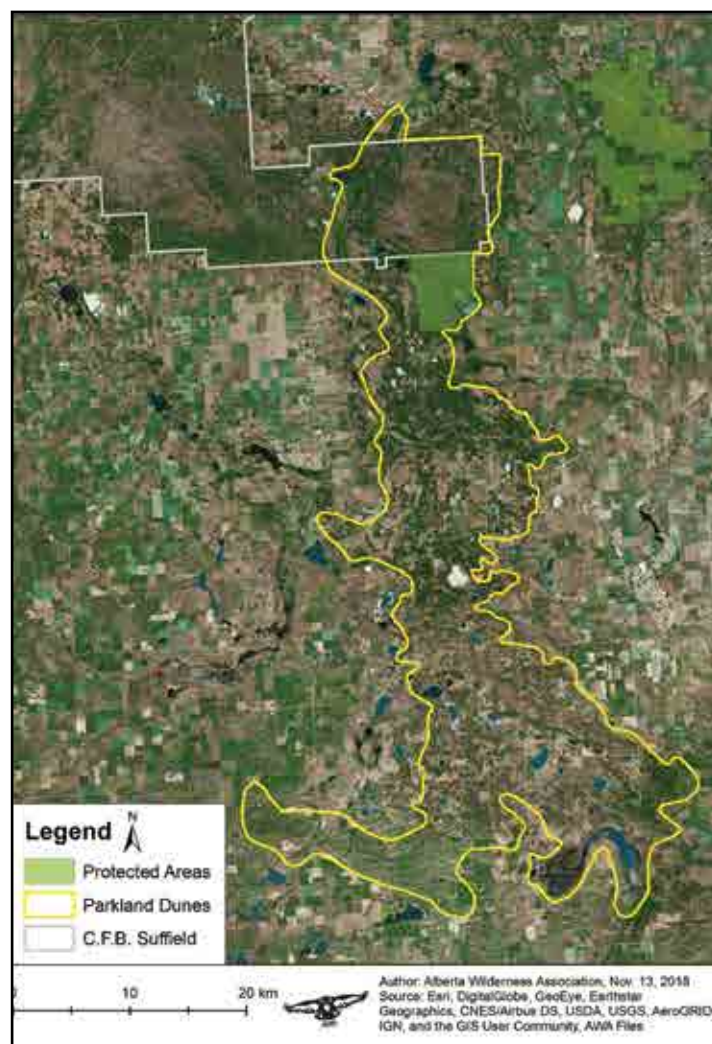 Legend
N
Protected Areas
Parkland Dunes
C.F.B. Suffield
0 10 20 km
Author: Alberta Wilderness Association, Nov. 13, 2018
Source: Esri, DigitalGlobe, GeoEye, Earthstar
Geographics, CNES/Airbus DS, USDA, USGS, AeroGRID
IGN, and the GIS User Community, AWA Files